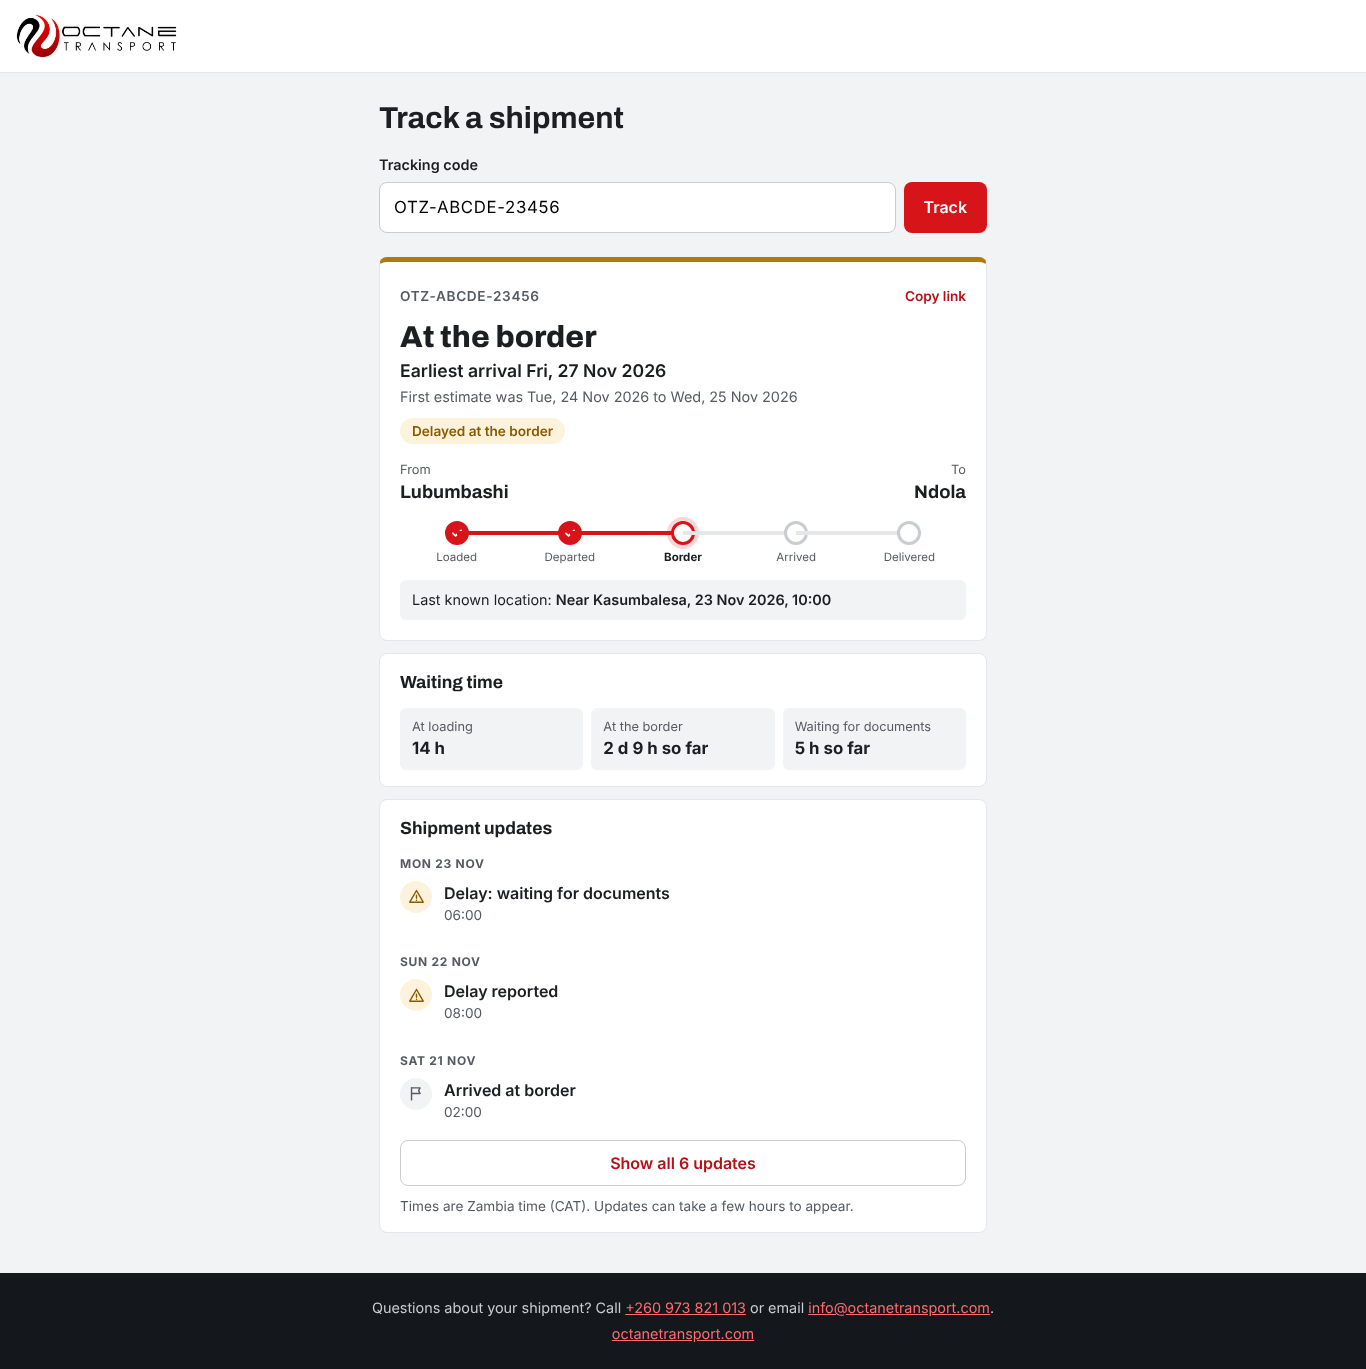 OCTANE
TRANSPORT
Track a shipment
Tracking code
OTZ-ABCDE-23456
Track
OTZ-ABCDE-23456
Copy link
At the border
Earliest arrival Fri, 27 Nov 2026
First estimate was Tue, 24 Nov 2026 to Wed, 25 Nov 2026
Delayed at the border
From
To
Lubumbashi
Ndola
Loaded
Departed
Border
Arrived
Delivered
Last known location: Near Kasumbalesa, 23 Nov 2026, 10:00
Waiting time
At loading
14 h
At the border
2 d 9 h so far
Waiting for documents
5 h so far
Shipment updates
MON 23 NOV
Delay: waiting for documents
06:00
SUN 22 NOV
Delay reported
08:00
SAT 21 NOV
Arrived at border
02:00
Show all 6 updates
Times are Zambia time (CAT). Updates can take a few hours to appear.
Questions about your shipment? Call +260 973 821 013 or email info@octanetransport.com.
octanetransport.com